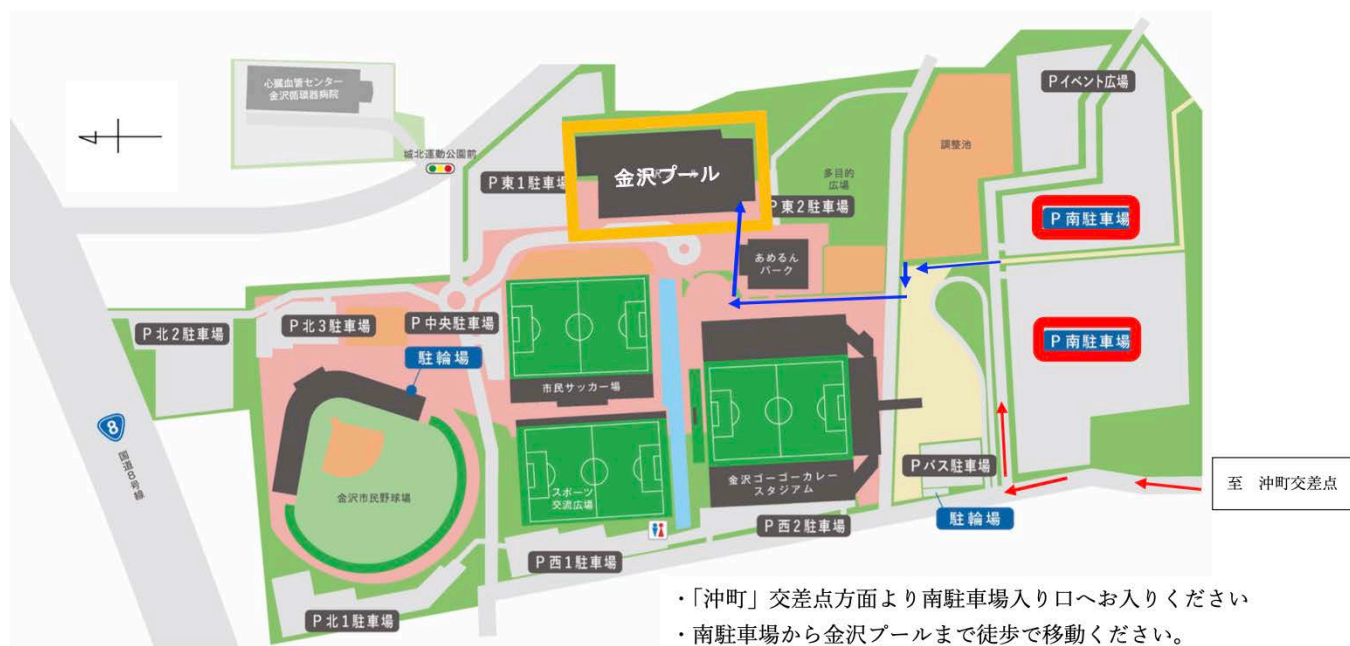 心臓血管センター
金沢循環器病院
城北運動公園前
P東1駐車場
金沢プール
多目的
広場
調整池
Pイベント広場
P東2駐車場
P南駐車場
あめるん
パーク
P北2駐車場
P北3駐車場
P中央駐車場
駐輪場
市民サッカー場
P南駐車場
8
国道8号線
金沢市民野球場
スポーツ
交流広場
金沢ゴーゴーカレー
スタジアム
Pバス駐車場
駐輪場
至 沖町交差点
P西2駐車場
P西1駐車場
P北1駐車場
・「沖町」交差点方面より南駐車場入り口へお入りください
・南駐車場から金沢プールまで徒歩で移動ください。